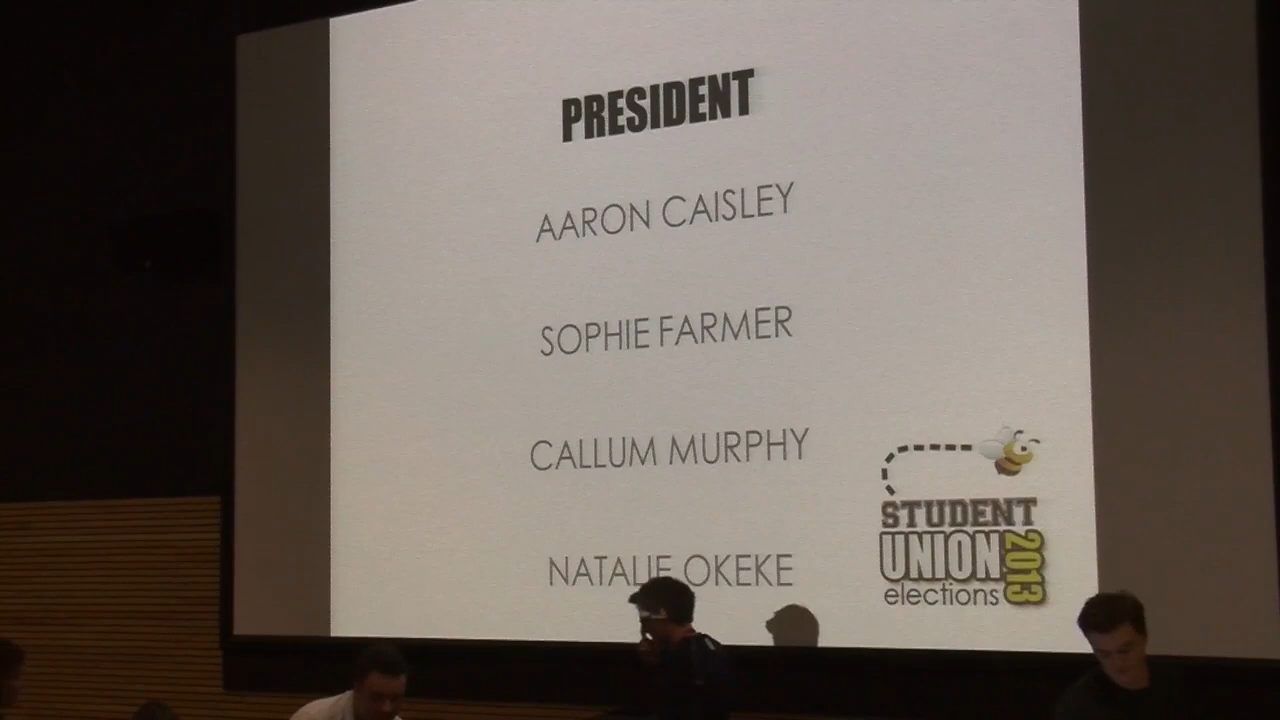 PRESIDENT
AARON CAISLEY
SOPHIE FARMER
CALLUM MURPHY
NATALIE OKEKE
STUDENT
UNION 2013
elections